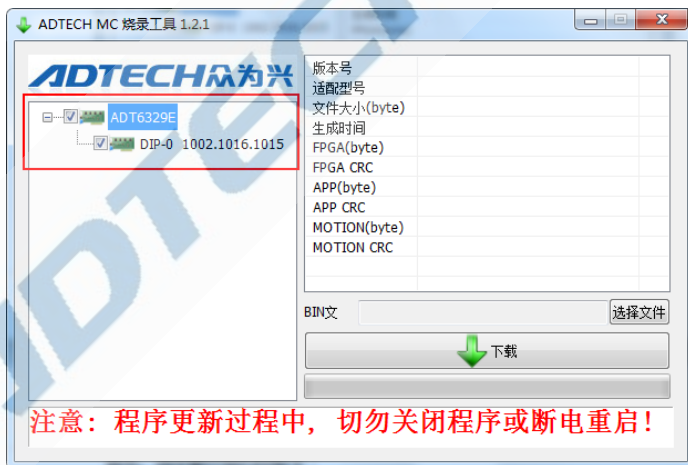 ADTECH MC 烧录工具 1.2.1
ADTECH众为兴
ADT6329E
DIP-0 1002.1016.1015
版本号
适配型号
文件大小(byte)
生成时间
FPGA(byte)
FPGA CRC
APP(byte)
APP CRC
MOTION(byte)
MOTION CRC
BIN文
选择文件
下载
注意：程序更新过程中，切勿关闭程序或断电重启！
ADTECH